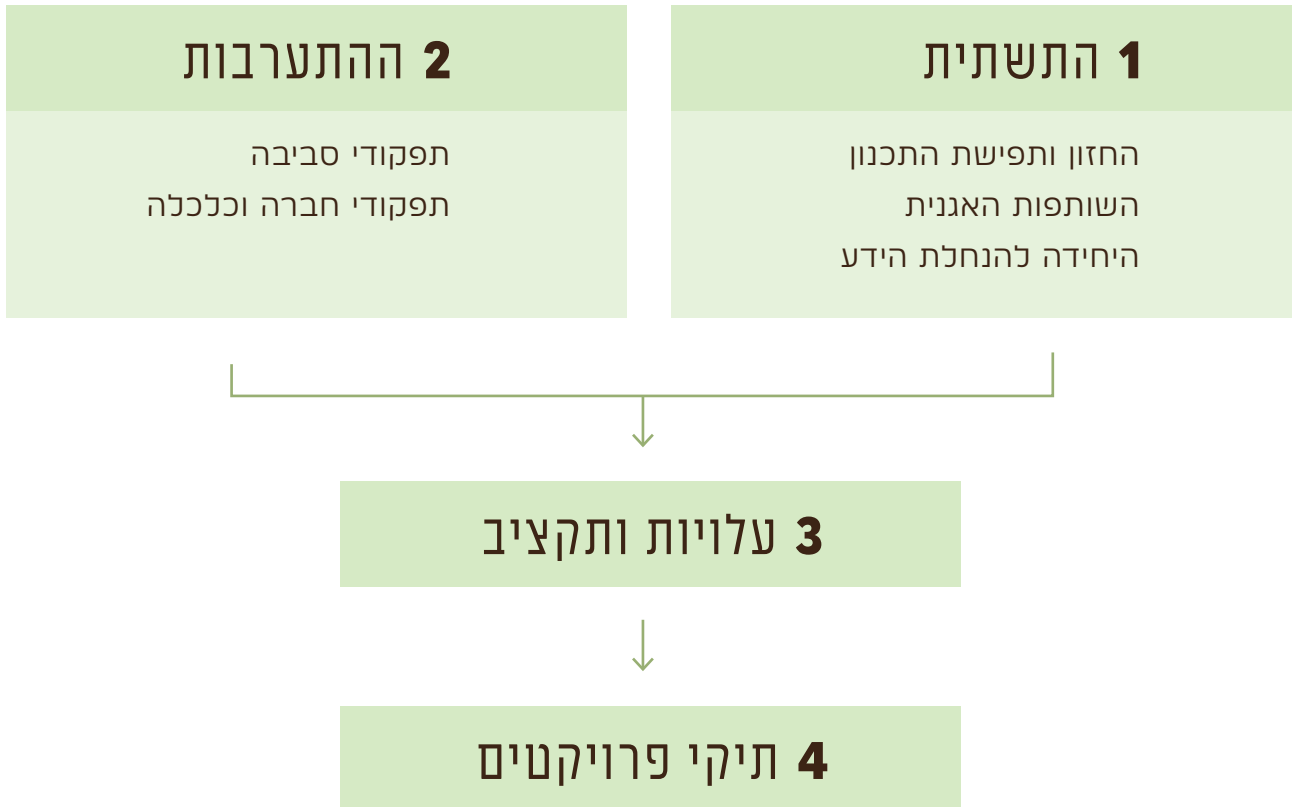 1 התשתית
החזון ותפישת התכנון
השותפות האגנית
היחידה להנחלת הידע
2 ההתערבות
תפקודי סביבה
תפקודי חברה וכלכלה
3 עלויות ותקציב
4 תיקי פרויקטים